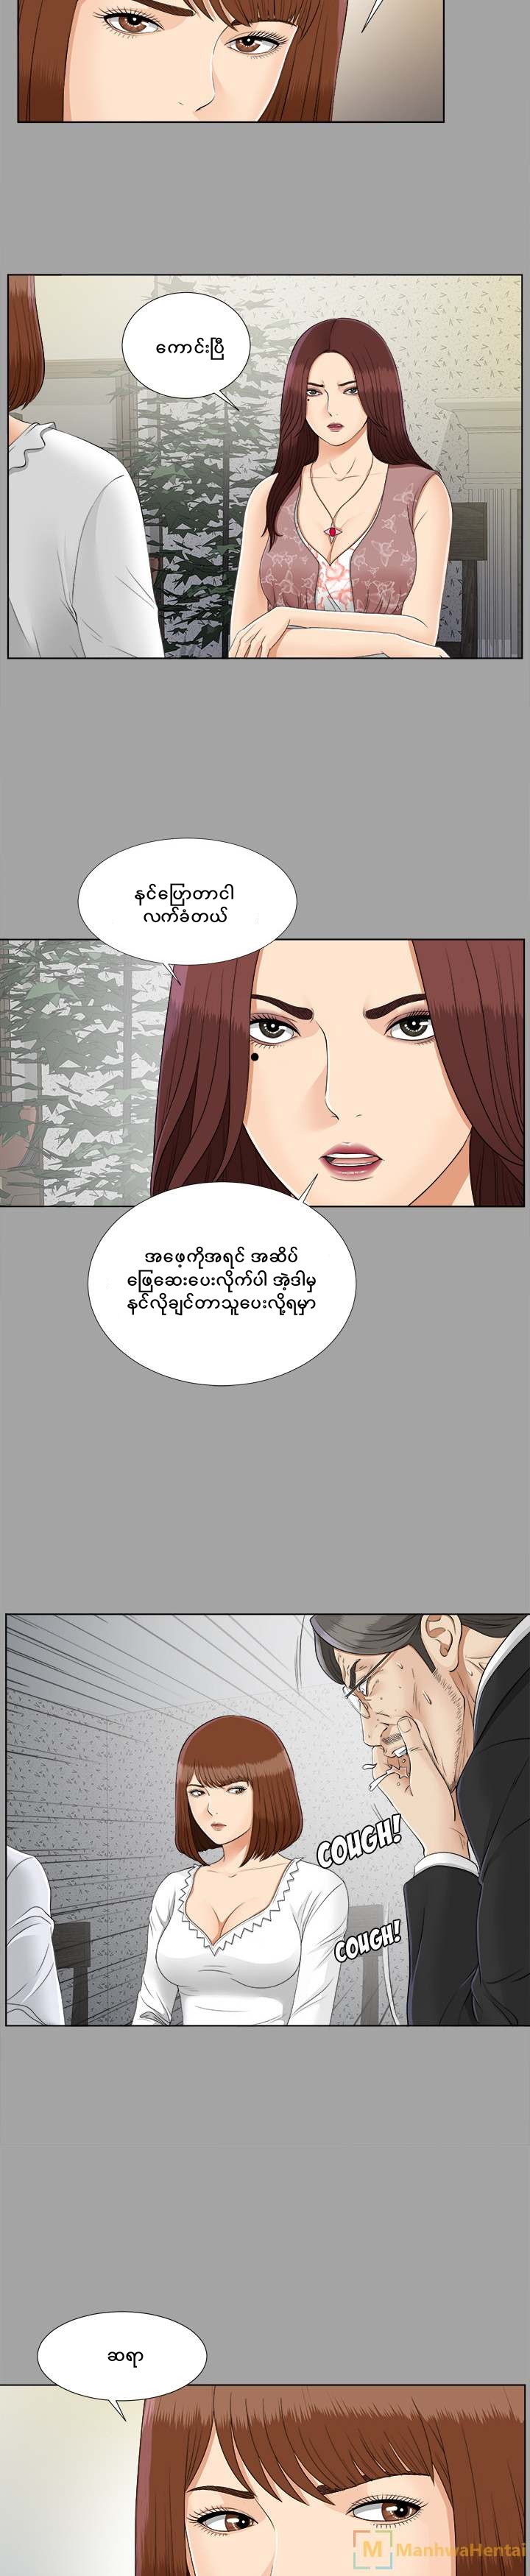 ကောင်းပြီ
နင်ပြောတာငါ
လက်ခံတယ်
အဖေ့ကိုအရင် အဆိပ်
ဖြေဆေးပေးလိုက်ပါ အဲ့ဒါမှ
နင်လိုချင်တာသူပေးလို့ရမှာ
COUGH!
COUGH!
ဆရာ
ManhwaHentai